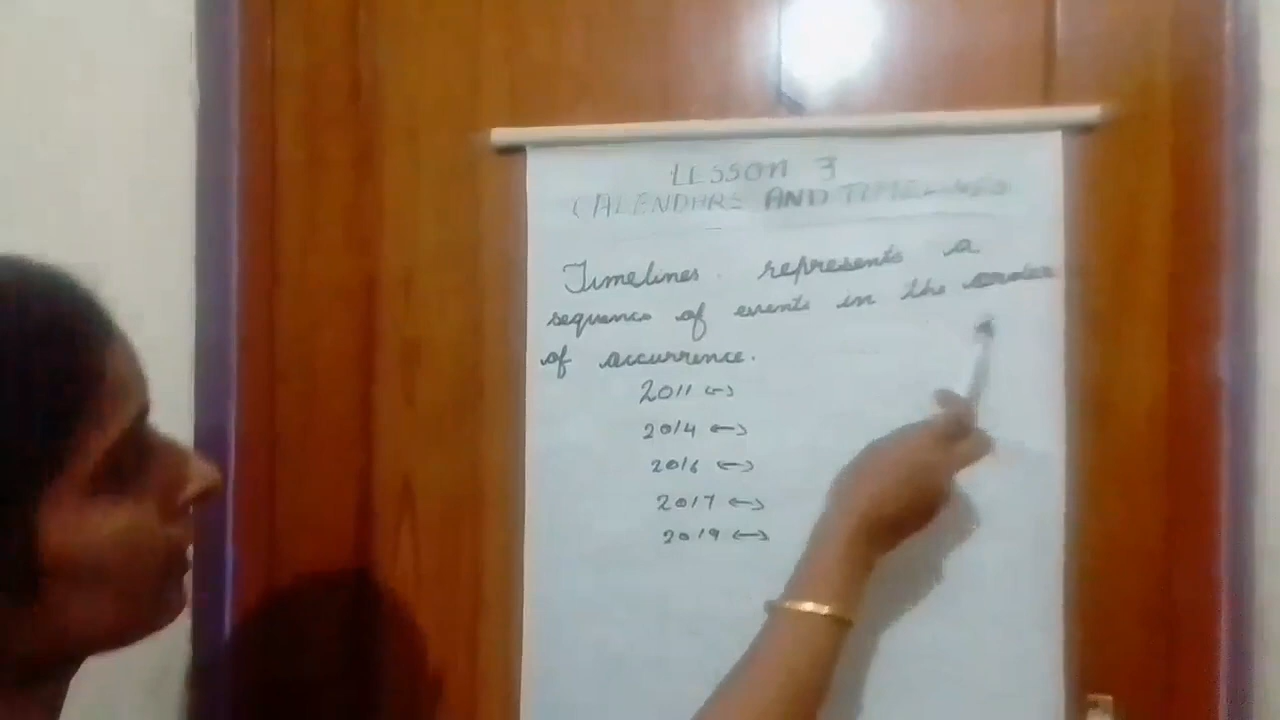 LESSON 3
CALENDARS AND TIMELINES
Timelines represents a
sequence of events in the order
of occurrence.
2011 ↔
2014 ↔
2016 ↔
2017 ↔
2019 ↔